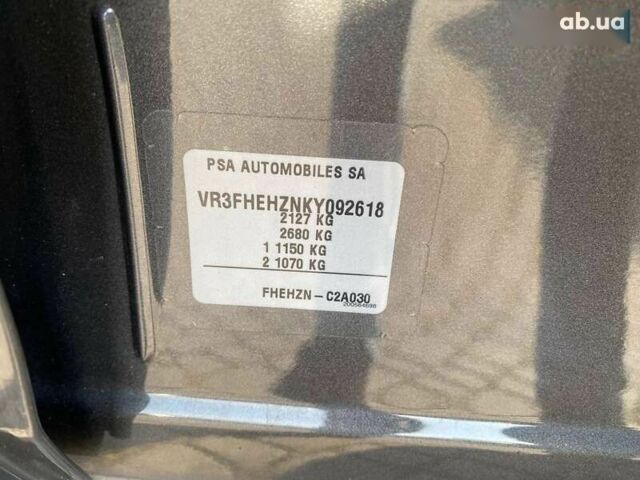 ab.ua
PSA AUTOMOBILES SA
VR3FHEHZNKY092618
2127 KG
2680 KG
1 1150 KG
2 1070 KG
FHEHZN-C2A030